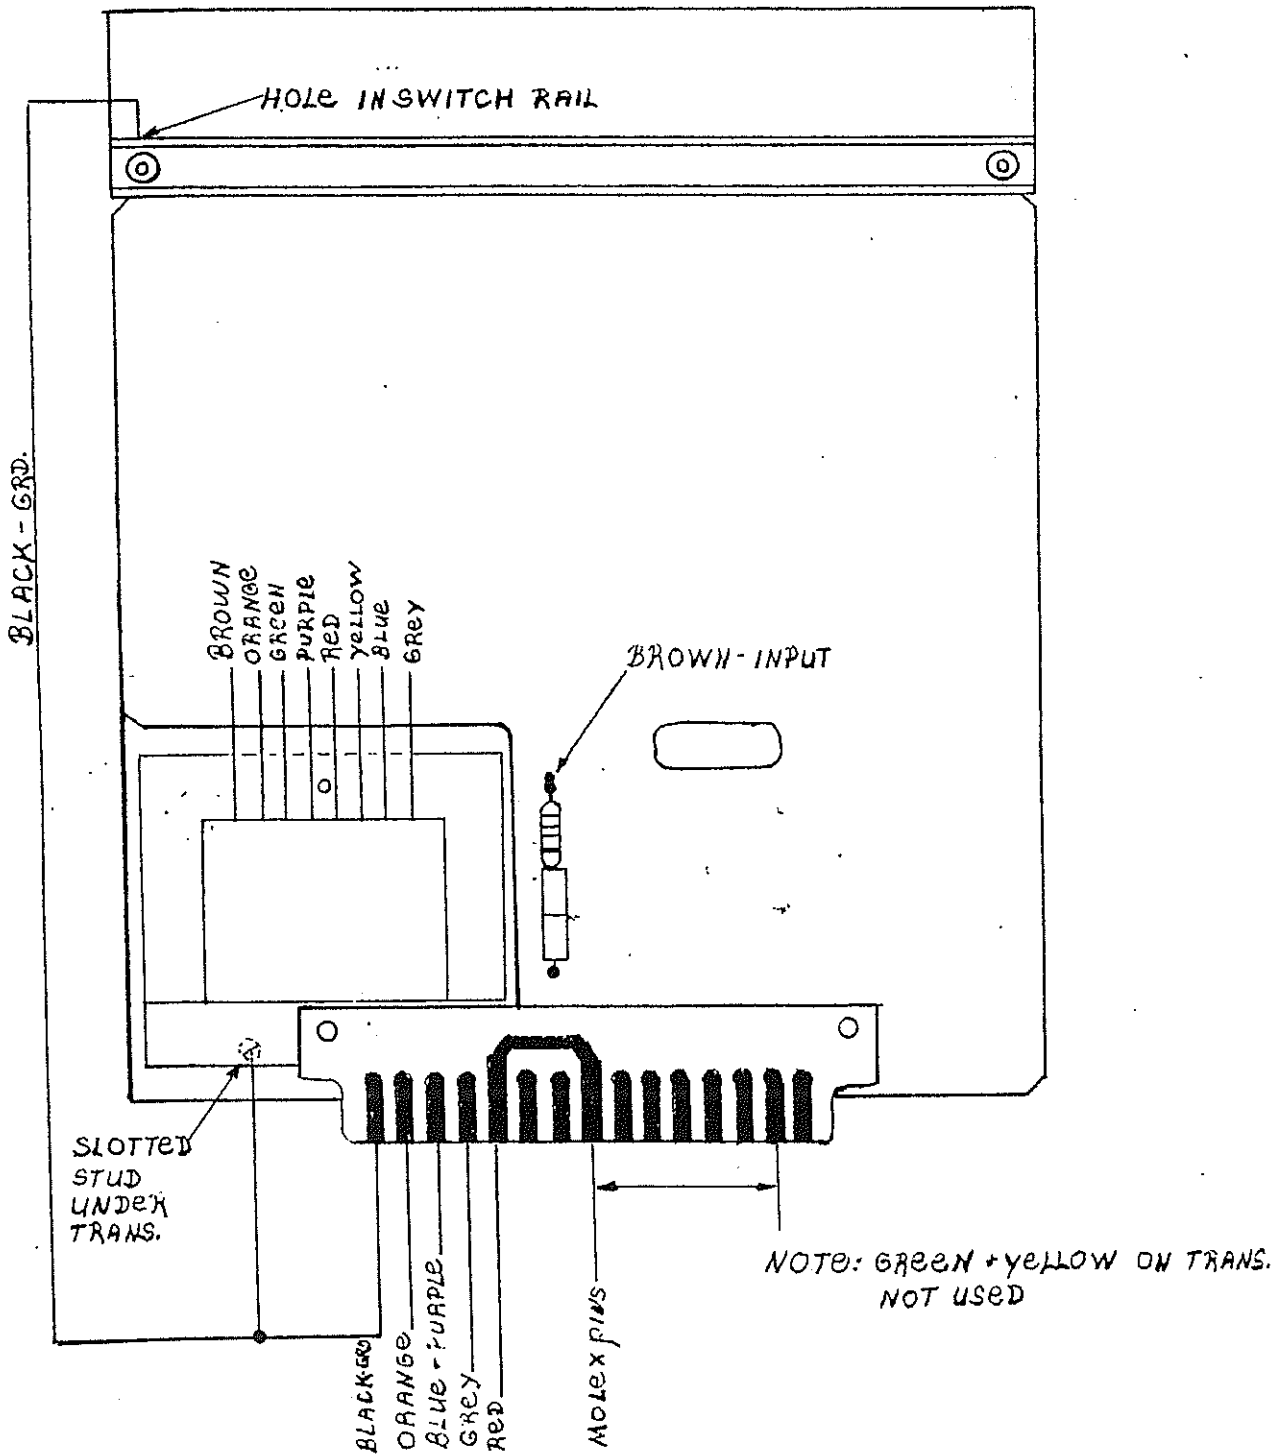 HOLE IN SWITCH RAIL
BLACK - GRD.
BROWN
ORANGE
GREEN
PURPLE
RED
YELLOW
BLUE
GREY
BROWN - INPUT
SLOTTED
STUD
UNDER
TRANS.
NOTE: GREEN + YELLOW ON TRANS.
NOT USED
BLACK-GRD
ORANGE
BLUE + PURPLE
GREY
RED
MOLEX PINS